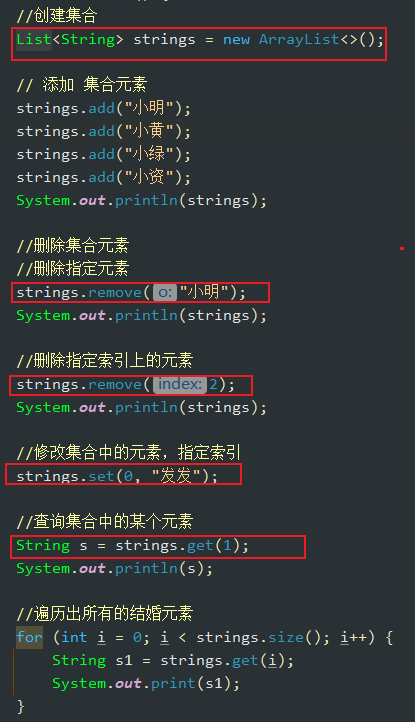 //创建集合
List<String> strings = new ArrayList<>();
// 添加 集合元素
strings.add("小明");
strings.add("小黄");
strings.add("小绿");
strings.add("小资");
System.out.println(strings);
//删除集合元素
//删除指定元素
strings.remove( o: "小明");
System.out.println(strings);
//删除指定索引上的元素
strings.remove( index: 2);
System.out.println(strings);
//修改集合中的元素，指定索引
strings.set(0, "发发");
//查询集合中的某个元素
String s = strings.get(1);
System.out.println(s);
//遍历出所有的结婚元素
for (int i = 0; i < strings.size(); i++) {
String s1 = strings.get(i);
System.out.print(s1);
}